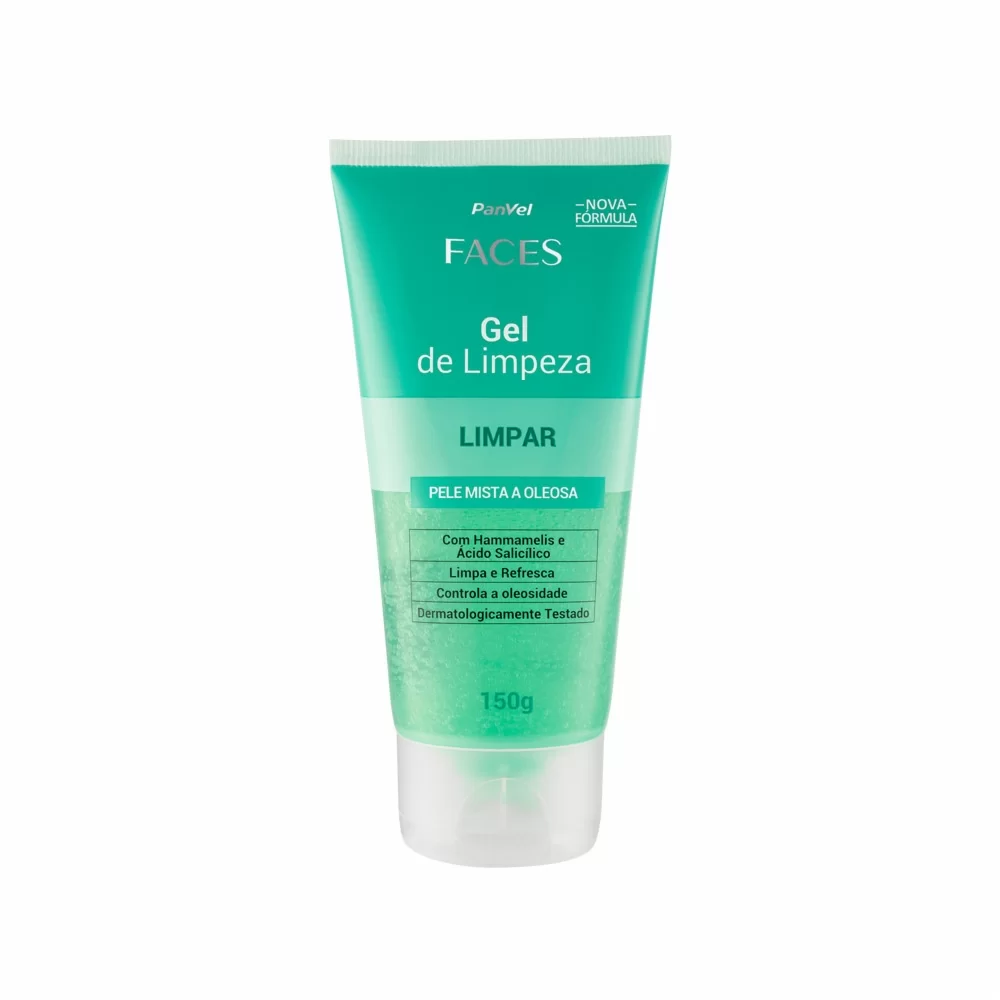 PanVel
NOVA
FÓRMULA
FACES
Gel
de Limpeza
LIMPAR
PELE MISTA A OLEOSA
Com Hammamelis e
Ácido Salicílico
Limpa e Refresca
Controla a oleosidade
Dermatologicamente Testado
150g